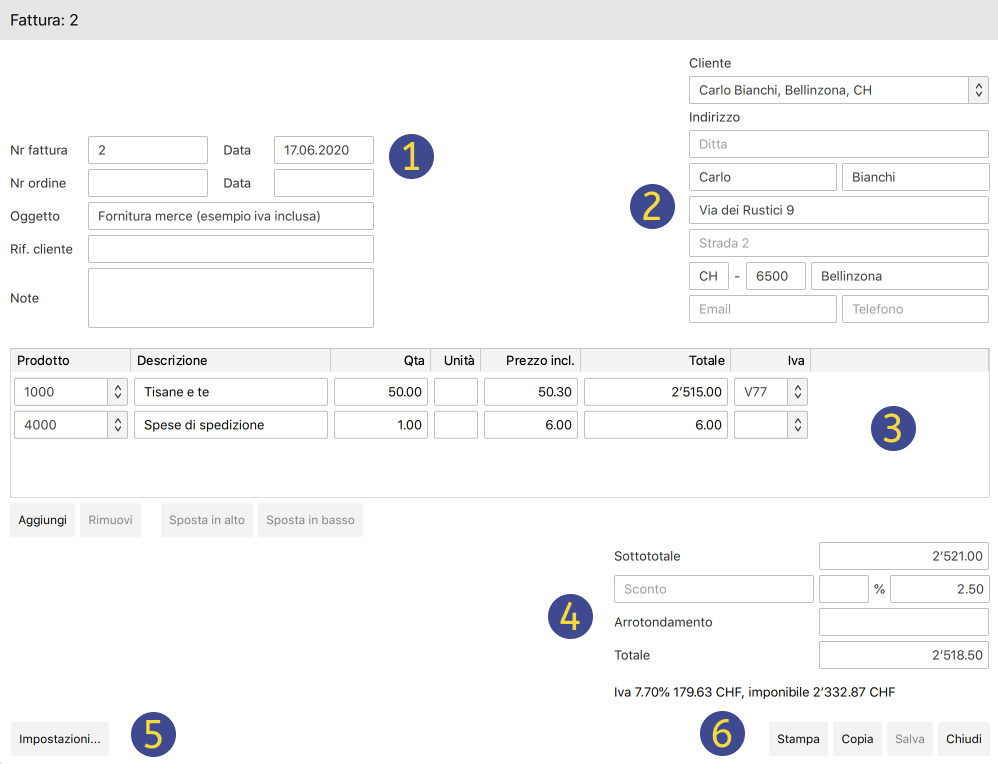 Fattura: 2
Cliente
Carlo Bianchi, Bellinzona, CH
Indirizzo
Ditta
Nr fattura 2 Data 17.06.2020 1
Carlo Bianchi
Nr ordine Data
2
Via dei Rustici 9
Oggetto Fornitura merce (esempio iva inclusa)
Strada 2
Rif. cliente
CH - 6500 Bellinzona
Note
Email Telefono
Prodotto Descrizione Qta Unità Prezzo incl. Totale Iva
1000 Tisane e te 50.00 50.30 2’515.00 V77
4000 Spese di spedizione 1.00 6.00 6.00
3
Aggiungi Rimuovi Sposta in alto Sposta in basso
Sottototale 2’521.00
Sconto % 2.50
4
Arrotondamento
Totale 2’518.50
Iva 7.70% 179.63 CHF, imponibile 2’332.87 CHF
Impostazioni... 5 6 Stampa Copia Salva Chiudi